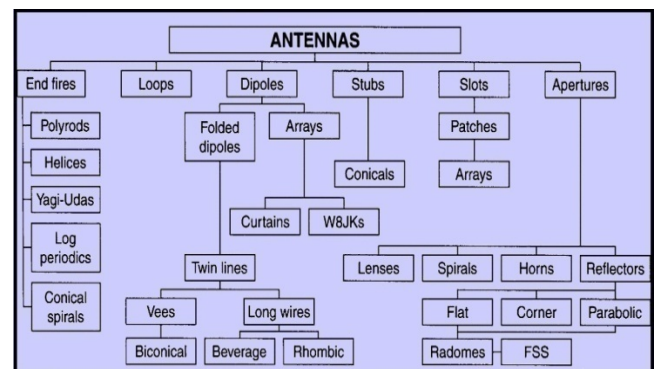 ANTENNAS
End fires
Loops
Dipoles
Stubs
Slots
Apertures
Polyrods
Folded
dipoles
Arrays
Patches
Helices
Conicals
Arrays
Yagi-Udas
Curtains
W8JKs
Log
periodics
Twin lines
Lenses
Spirals
Horns
Reflectors
Conical
spirals
Vees
Long wires
Flat
Corner
Parabolic
Biconical
Beverage
Rhombic
Radomes
FSS